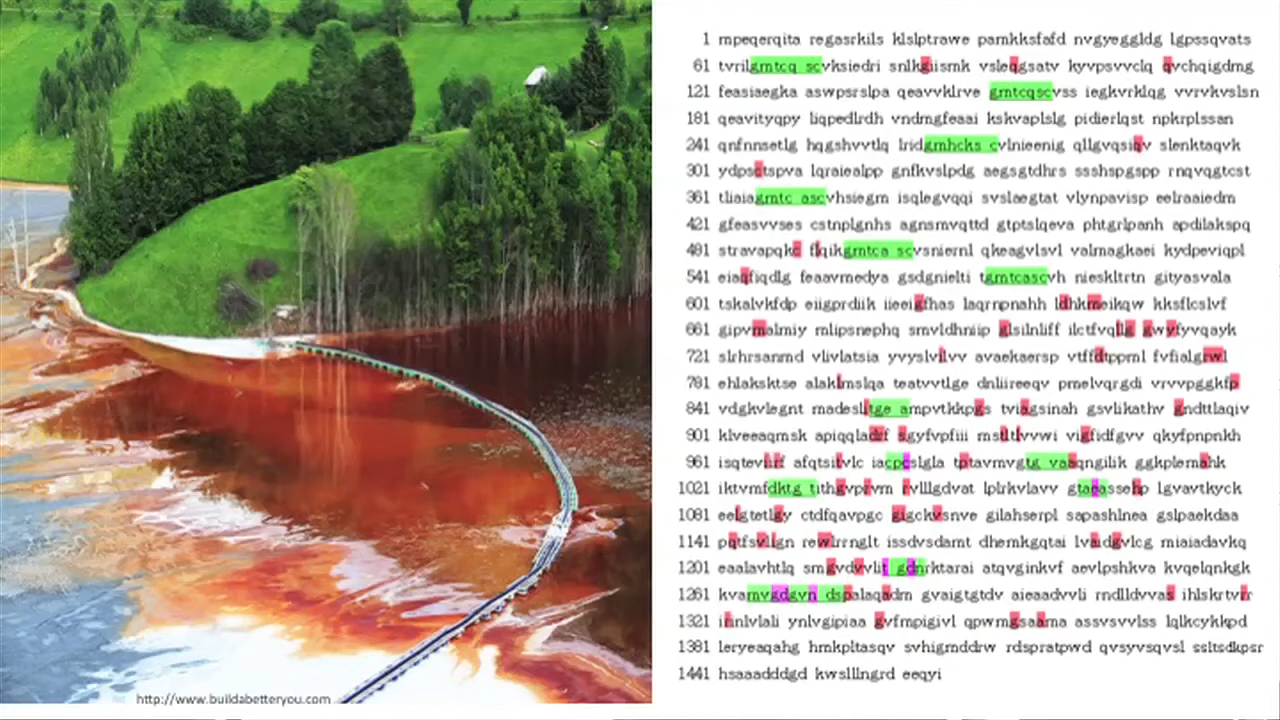 1 mpeqerqita regasrkils klslptrawe pamkksfafd nvgyeggldg lgpssqvats
61 tvrilgmtcq scvksiedri snlkgiismk vsleqgsatv kyvpsvvclq qvchqigdmg
121 feasiaegka aswpsrslpa qeavvklrve gmtcqscvss iegkvrklqg vvrvkvslsn
181 qeavityqpy liqpedlrdh vndmgfeaai kskvaplslg pidierlqst npkrplssan
241 qnfnnsetlg hqgshvvtlq lridgmhcks cvlnieenig qllgvqsiqv slenktaqvk
301 ydpsctspva lqraiealpp gnfkvslpdg aegsgtdhrs ssshspgspp rnqvqgtcst
361 tliaiagmtc ascvhsiegm isqlegvqqi svslaegtat vlynpavisp eelraaiedm
421 gfeasvvses cstnplgnhs agnsmvqttd gtptslqeva phtgrlpanh apdilakspq
481 stravapqkc flqikgmtca scvsniernl qkeagvlsvl valmagkaei kydpeviqpl
541 eiaqfiqdlg feaavmedya gsdgnielti tgmtcascvh nieskltrtn gityasvala
601 tskalvkfdp eiigprdiik iieeigfhas laqrnpnahh ldhkmeikqw kksflcslvf
661 gipvmalmiy mlipsnephq smvldhniip glsilnliff ilctfvqllg gwyfyvqayk
721 slrhrsanmd vlivlatsia yvyslvilvv avaekaersp vtffdtppml fvfialgrwl
781 ehlaksktse alaklmslqa teatvvtlge dnliireeqv pmelvqrgdi vrvvpggkfp
841 vdgkvlegnt madeslitge ampvtkkpgs tviagsinah gsvlikathv gndttlaqiv
901 klveeaqmsk apiqqladrf sgyfvpfiii mstltlvvwi vigfidfgvv qkyfpnpnkh
961 isqtevlirf afqtsitvlc iacpcslgla tptavmvgtg vaaqngilik ggkplemahk
1021 iktvmfdktg tithgvprvm rvlllgdvat lplrkvlavv gtaeassehp lgvavtkyck
1081 eelgtetlgy ctdfqavpgc gigckvsnve gilahserpl sapashlnea gslpaekdaa
1141 pqtfsvlign rewlrrnglt issdvsdamt dhemkgqtai lvaidgvlcg miaiadavkq
1201 eaalavhtlq smgvdvvlit gdnrktarai atqvginkvf aevlpshkva kvqelqnkgk
1261 kvamvgdgvn dspalaqadm gvaigtgtdv aieaadvvli rndlldvvas ihlskrtvrr
1321 irinlvlali ynlvgipiaa gvfmpigivl qpwmgsaama assvsvvlss lqlkcykkpd
1381 leryeaqahg hmkpltasqv svhigmddrw rdspratpwd qvsyvsqvsl ssltsdkpsr
1441 hsaaadddgd kwslllngrd eeqyi
http://www.buildabetteryou.com